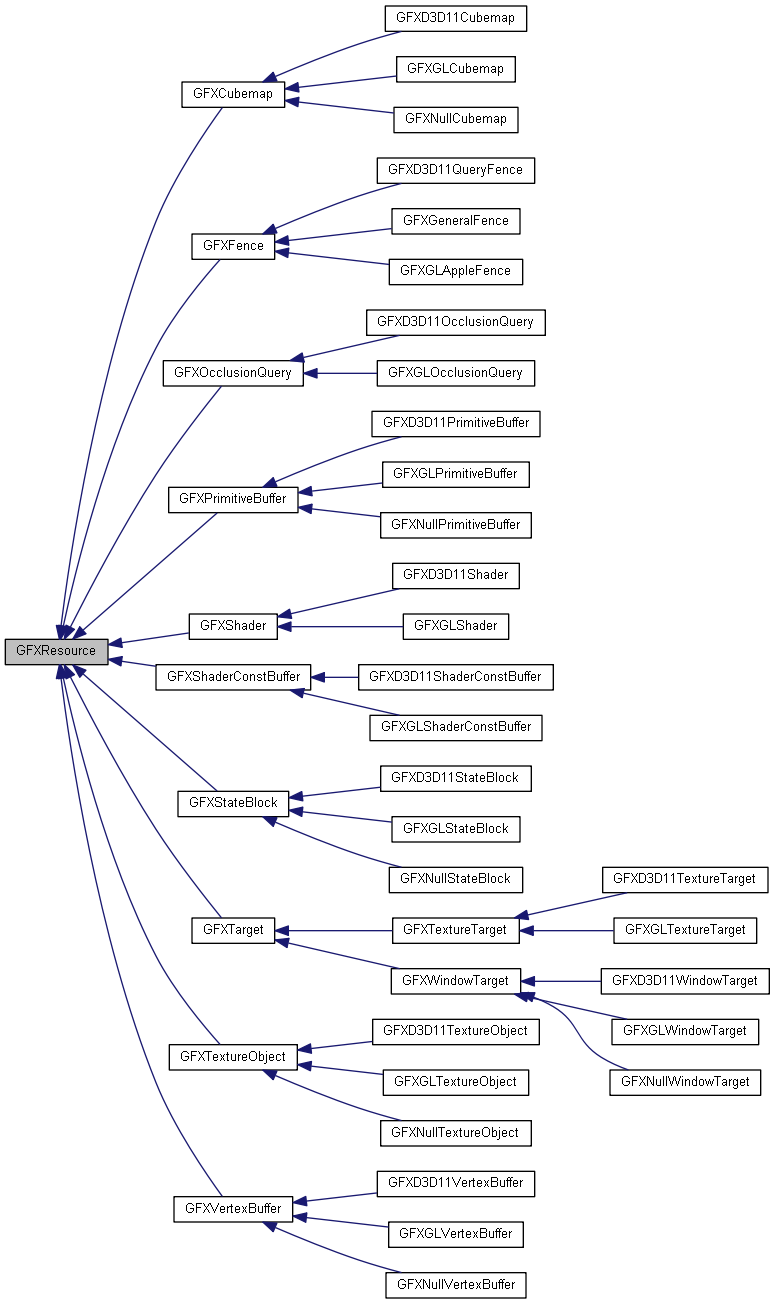 GFXD3D11Cubemap
GFXGLCubemap
GFXCubemap
GFXNullCubemap
GFXD3D11QueryFence
GFXGeneralFence
GFXFence
GFXGLAppleFence
GFXD3D11OcclusionQuery
GFXOcclusionQuery
GFXGLOcclusionQuery
GFXD3D11PrimitiveBuffer
GFXGLPrimitiveBuffer
GFXPrimitiveBuffer
GFXNullPrimitiveBuffer
GFXD3D11Shader
GFXShader
GFXGLShader
GFXResource
GFXShaderConstBuffer
GFXD3D11ShaderConstBuffer
GFXGLShaderConstBuffer
GFXD3D11StateBlock
GFXStateBlock
GFXGLStateBlock
GFXNullStateBlock
GFXD3D11TextureTarget
GFXTarget
GFXTextureTarget
GFXGLTextureTarget
GFXWindowTarget
GFXD3D11WindowTarget
GFXD3D11TextureObject
GFXGLWindowTarget
GFXTextureObject
GFXGLTextureObject
GFXNullWindowTarget
GFXNullTextureObject
GFXD3D11VertexBuffer
GFXVertexBuffer
GFXGLVertexBuffer
GFXNullVertexBuffer